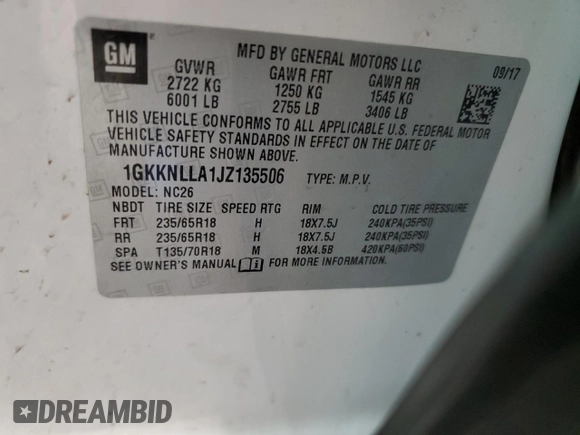 GM
MFD BY GENERAL MOTORS LLC
09/17
GVWR GAWR FRT GAWR RR
2722 KG 1250 KG 1545 KG
6001 LB 2755 LB 3406 LB
THIS VEHICLE CONFORMS TO ALL APPLICABLE U.S. FEDERAL MOTOR
VEHICLE SAFETY STANDARDS IN EFFECT ON THE DATE OF
MANUFACTURE SHOWN ABOVE.
1GKKNLLA1JZ135506 TYPE: M.P.V.
MODEL: NC26
NBDT TIRE SIZE SPEED RTG RIM COLD TIRE PRESSURE
FRT 235/65R18 H 18X7.5J 240KPA(35PSI)
RR 235/65R18 H 18X7.5J 240KPA(35PSI)
SPA T135/70R18 M 18X4.5B 420KPA(60PSI)
SEE OWNER'S MANUAL FOR MORE INFORMATION.
DREAMBID